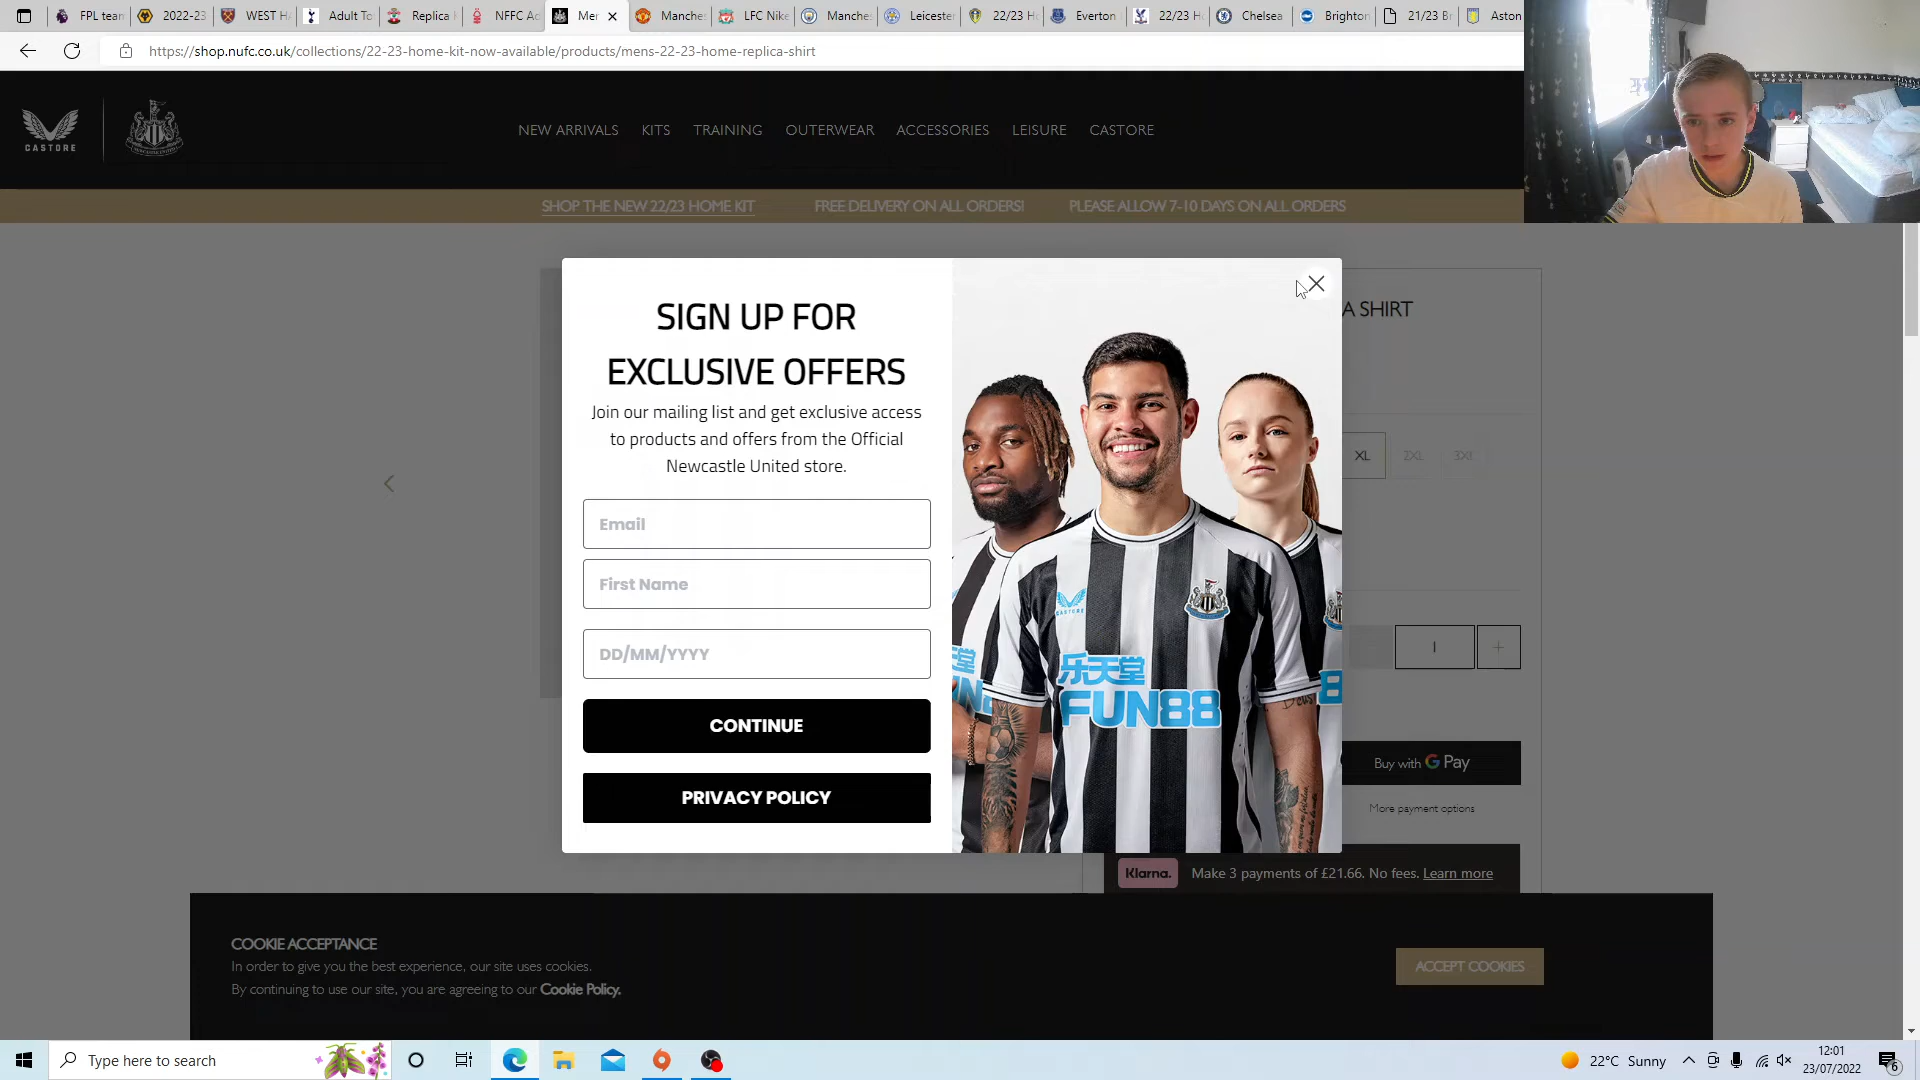 FPL team
2022-23
WEST H
Adult To
Replica
NFFC Ad
Mer
Manche
LFC Nike
Manche
Leicester
22/23 H
Everton
22/23 H
Chelsea
Brighton
21/23 B
Aston
https://shop.nufc.co.uk/collections/22-23-home-kit-now-available/products/mens-22-23-home-replica-shirt
CASTORE
NEW ARRIVALS
KITS
TRAINING
OUTERWEAR
ACCESSORIES
LEISURE
CASTORE
SHOP THE NEW 22/23 HOME KIT
FREE DELIVERY ON ALL ORDERS!
PLEASE ALLOW 7-10 DAYS ON ALL ORDERS
A SHIRT
XL
2XL
3XL
SIGN UP FOR
EXCLUSIVE OFFERS
Join our mailing list and get exclusive access
to products and offers from the Official
Newcastle United store.
Email
First Name
DD/MM/YYYY
CONTINUE
PRIVACY POLICY
CASTORE
乐天堂
FUN88
1
+
Buy with G Pay
More payment options
Klarna. Make 3 payments of £21.66. No fees. Learn more
COOKIE ACCEPTANCE
In order to give you the best experience, our site uses cookies.
By continuing to use our site, you are agreeing to our Cookie Policy.
ACCEPT COOKIES
Type here to search
22°C Sunny
12:01
23/07/2022
6